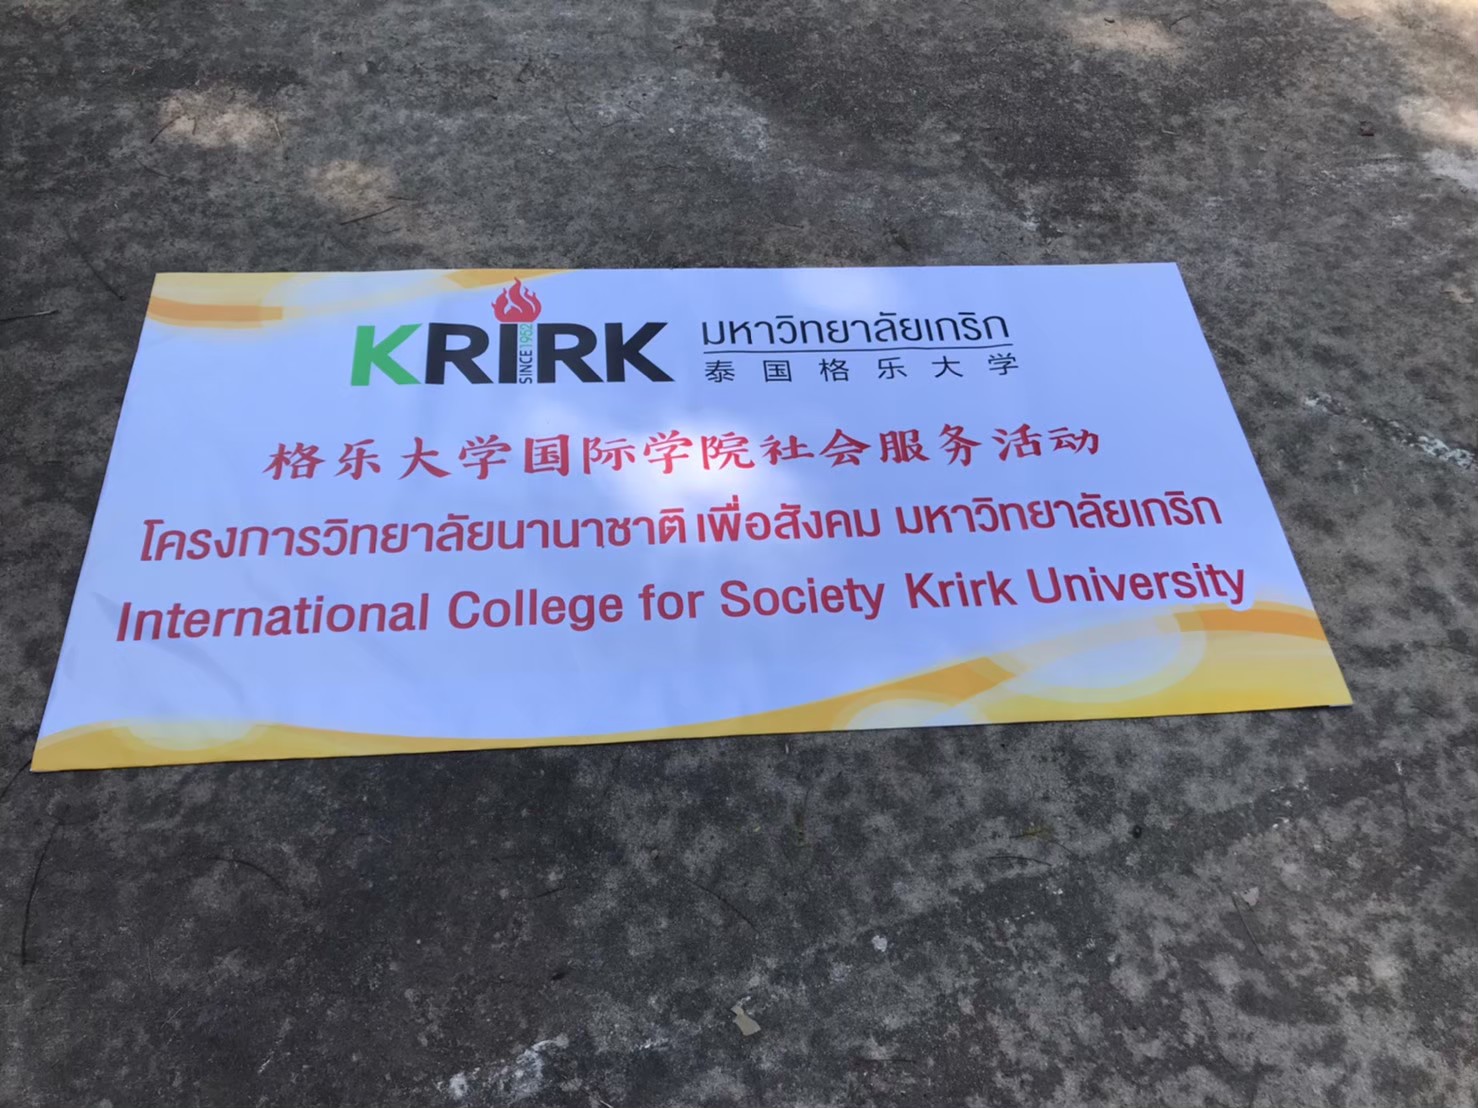 KRIRK
SINCE 1952
มหาวิทยาลัยเกริก
泰国格乐大学
格乐大学国际学院社会服务活动
โครงการวิทยาลัยนานาชาติ เพื่อสังคม มหาวิทยาลัยเกริก
International College for Society Krirk University